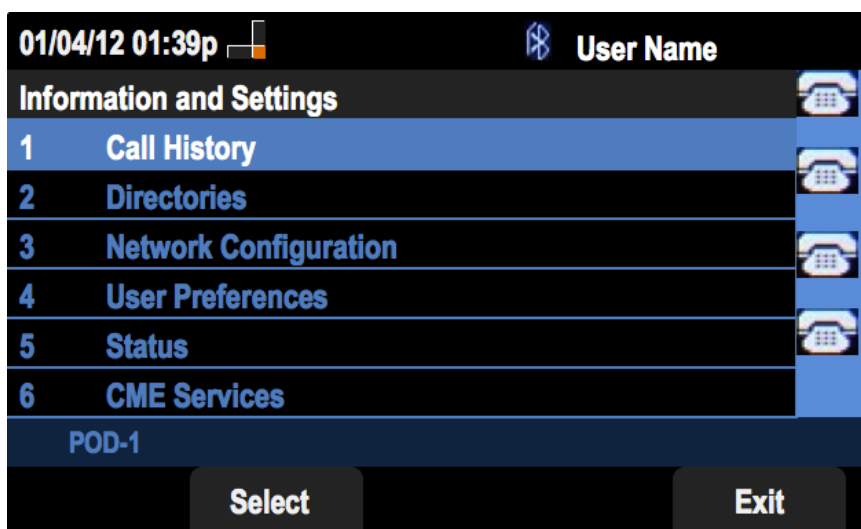 01/04/12 01:39p User Name
Information and Settings
1 Call History
2 Directories
3 Network Configuration
4 User Preferences
5 Status
6 CME Services
POD-1
Select Exit